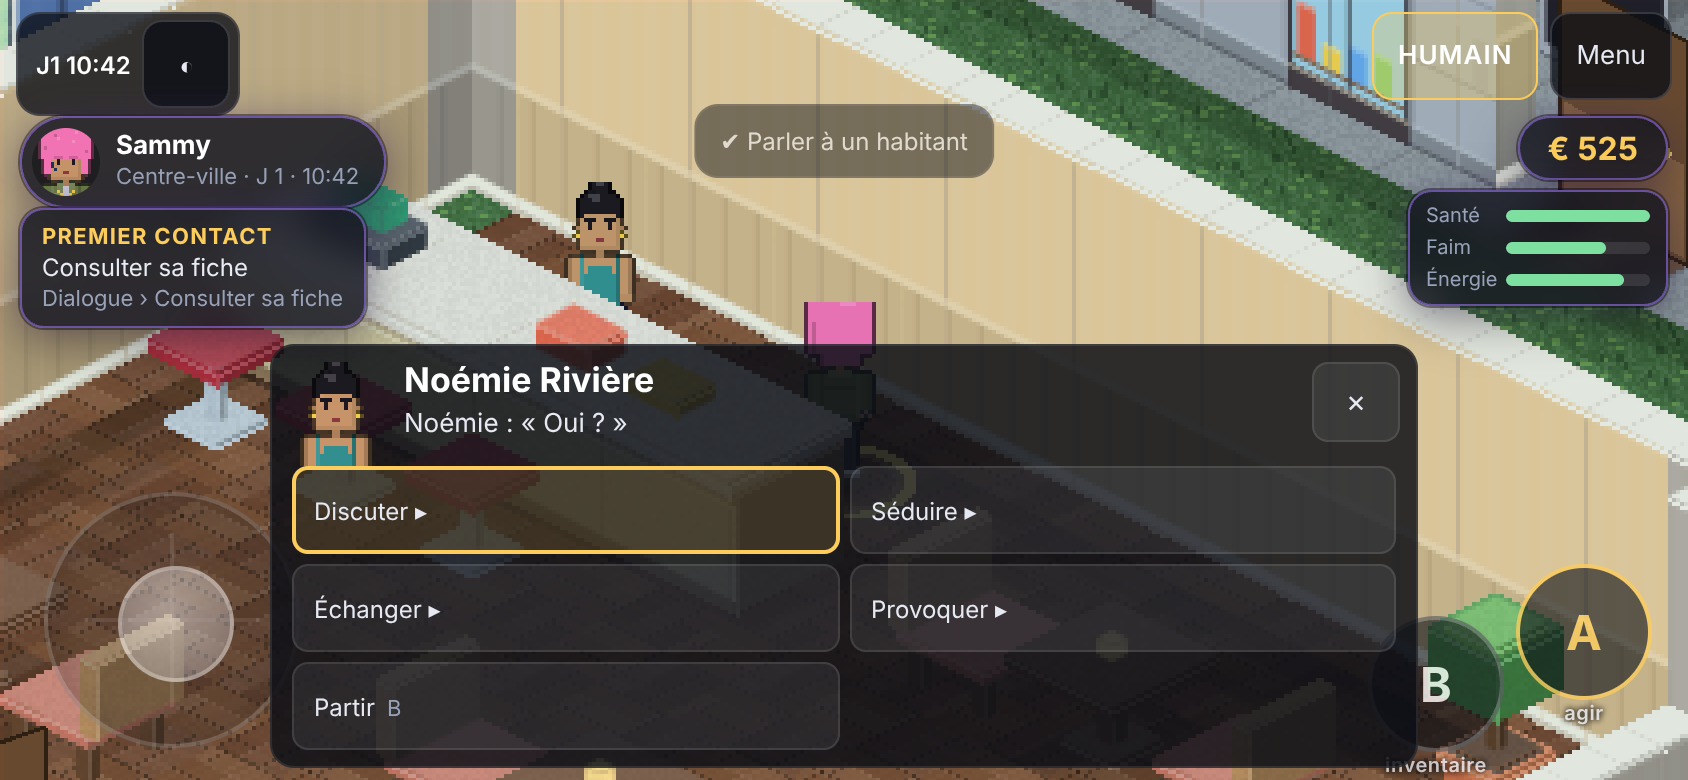 J1 10:42
HUMAIN
Menu
Sammy
Centre-ville · J 1 · 10:42
✔ Parler à un habitant
€ 525
PREMIER CONTACT
Consulter sa fiche
Dialogue › Consulter sa fiche
Santé
Faim
Énergie
Noémie Rivière
Noémie : « Oui ? »
×
Discuter ▸
Séduire ▸
Échanger ▸
Provoquer ▸
Partir B
A
agir
B
inventaire